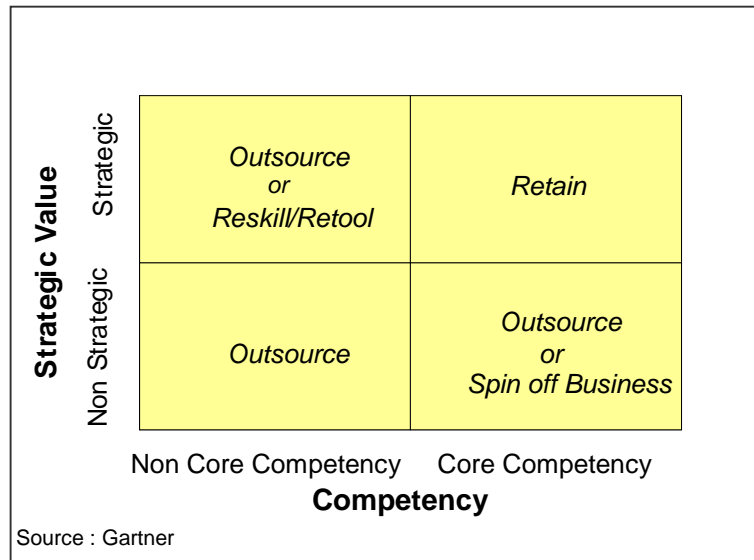 Strategic Value
Strategic
Outsource
or
Reskill/Retool
Retain
Non Strategic
Outsource
Outsource
or
Spin off Business
Non Core Competency
Core Competency
Competency
Source : Gartner